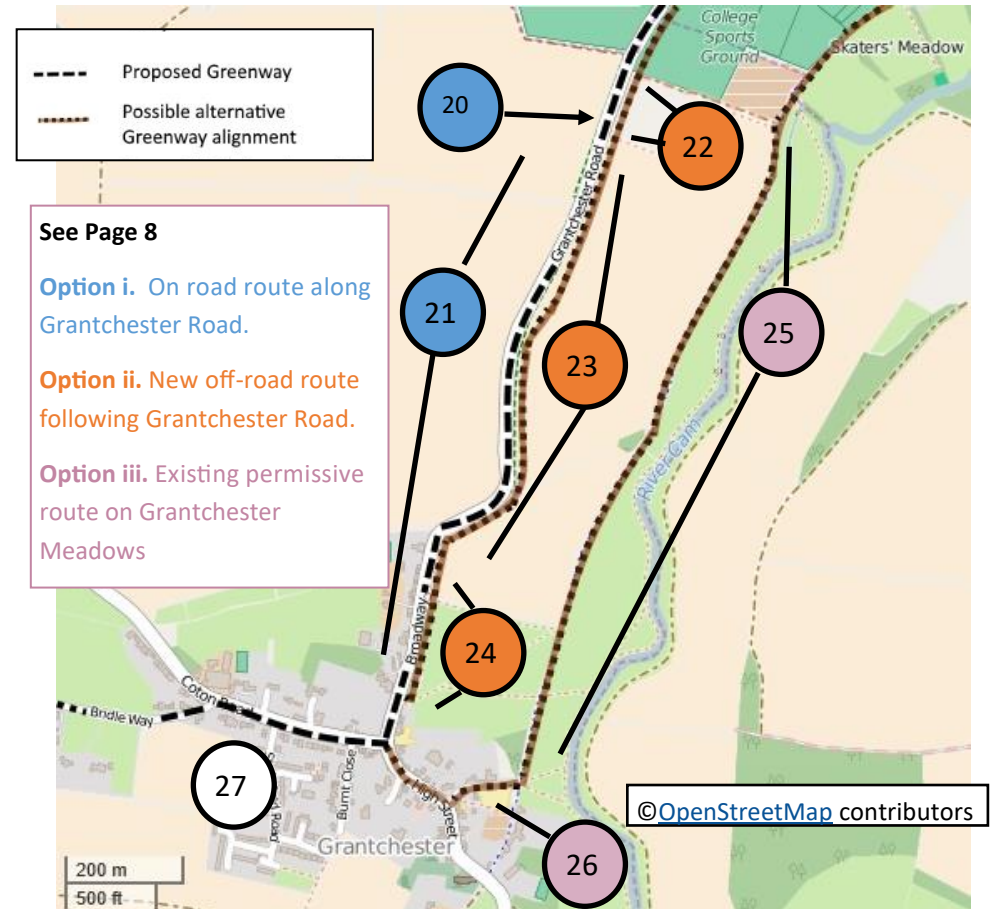 Proposed Greenway
Possible alternative
Greenway alignment
See Page 8
Option i. On road route along
Grantchester Road.
Option ii. New off-road route
following Grantchester Road.
Option iii. Existing permissive
route on Grantchester
Meadows
College
Sports
Ground
Skaters' Meadow
20
22
Grantchester Road
21
25
23
River Cam
Broadway
24
Coton Road
Bridle Way
27
Burnt Close
High Street
Grantchester
©OpenStreetMap contributors
26
200 m
500 ft